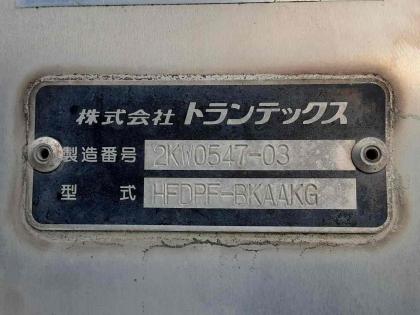 株式会社 トランテックス
製造番号 2KW0547-03
型式 HFDPF-BKAAKG